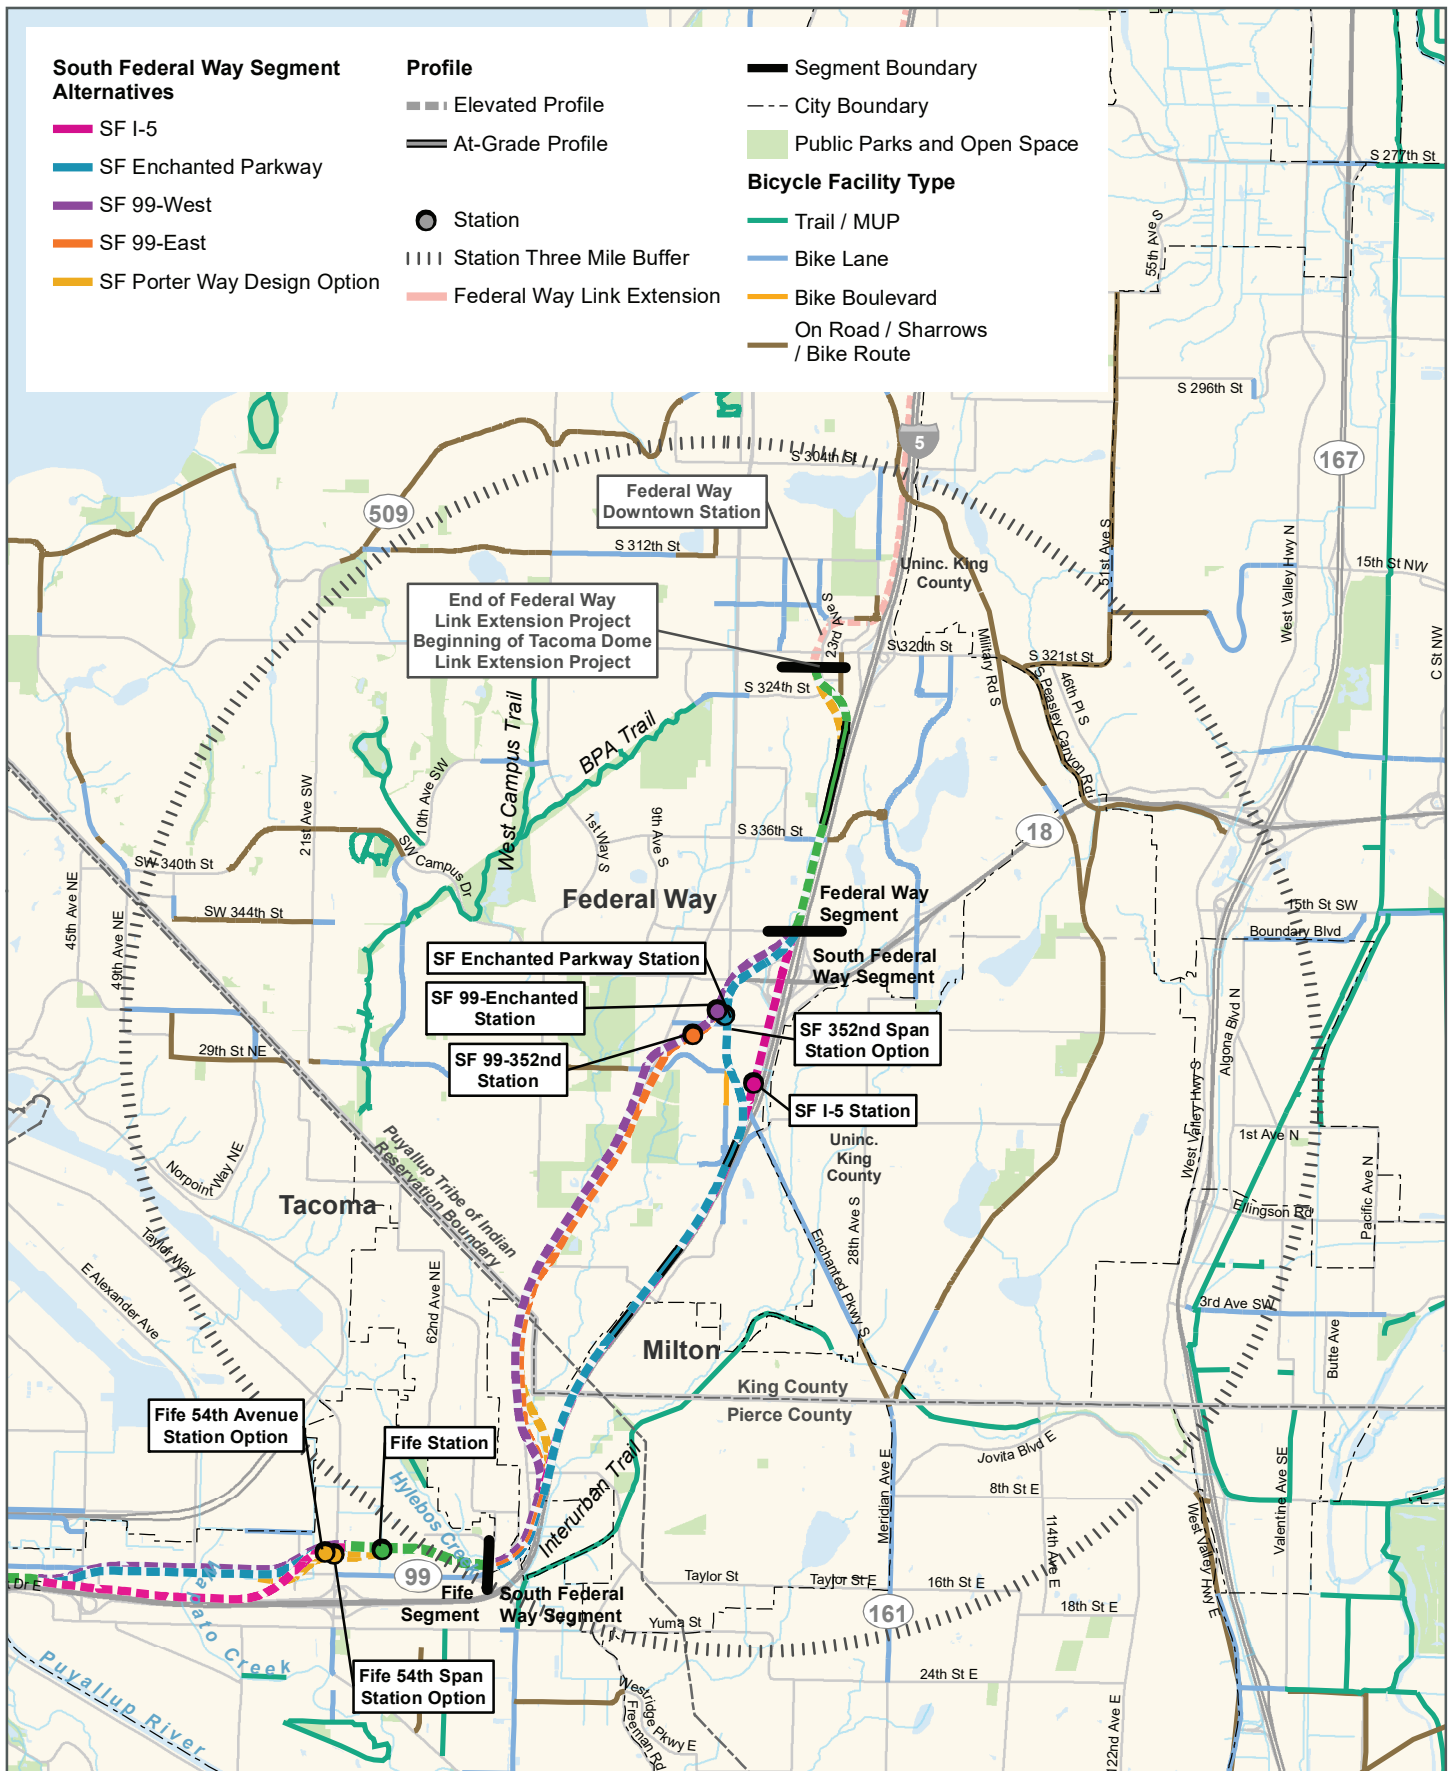 South Federal Way Segment
Alternatives
SF I-5
SF Enchanted Parkway
SF 99-West
SF 99-East
SF Porter Way Design Option
Profile
Elevated Profile
At-Grade Profile
Station
Station Three Mile Buffer
Federal Way Link Extension
Segment Boundary
City Boundary
Public Parks and Open Space
Bicycle Facility Type
Trail / MUP
Bike Lane
Bike Boulevard
On Road / Sharrows
/ Bike Route
S 277th St
55th Ave S
S 296th St
5
S 304th St
167
Federal Way
Downtown Station
509
S 312th St
Uninc. King
County
51st Ave S
West Valley Hwy N
15th St NW
End of Federal Way
Link Extension Project
Beginning of Tacoma Dome
Link Extension Project
23rd Ave S
S 320th St
Military Rd S
S 321st St
C St NW
S 324th St
46th Pl S
S Peasley Canyon Rd
West Campus Trail
BPA Trail
10th Ave SW
21st Ave SW
1st Way S
9th Ave S
S 336th St
18
SW 340th St
SW Campus Dr
Federal Way
Federal Way
Segment
45th Ave NE
49th Ave NE
SW 344th St
15th St SW
Boundary Blvd
SF Enchanted Parkway Station
South Federal
Way Segment
2
SF 99-Enchanted
Station
SF 352nd Span
Station Option
Algona Blvd N
29th St NE
SF 99-352nd
Station
SF I-5 Station
West Valley Hwy S
1st Ave N
Uninc.
King
County
Puyallup Tribe of Indian
Reservation Boundary
Norpoint Way NE
Tacoma
Pacific Ave N
Ellingson Rd
Taylor Way
28th Ave S
Enchanted Pkwy S
E Alexander Ave
62nd Ave NE
3rd Ave SW
Milton
Butte Ave
King County
Pierce County
Fife 54th Avenue
Station Option
Fife Station
Jovita Blvd E
Hylebos Creek
Interurban Trail
Meridian Ave E
8th St E
114th Ave E
West Valley Hwy E
Valentine Ave SE
99
Dr E
Fife
Segment
South Federal
Way Segment
Taylor St
Taylor St E
16th St E
161
18th St E
Yuma St
Wapato Creek
Fife 54th Span
Station Option
24th St E
Puyallup River
Westridge Pkwy E
Freeman Rd
122nd Ave E